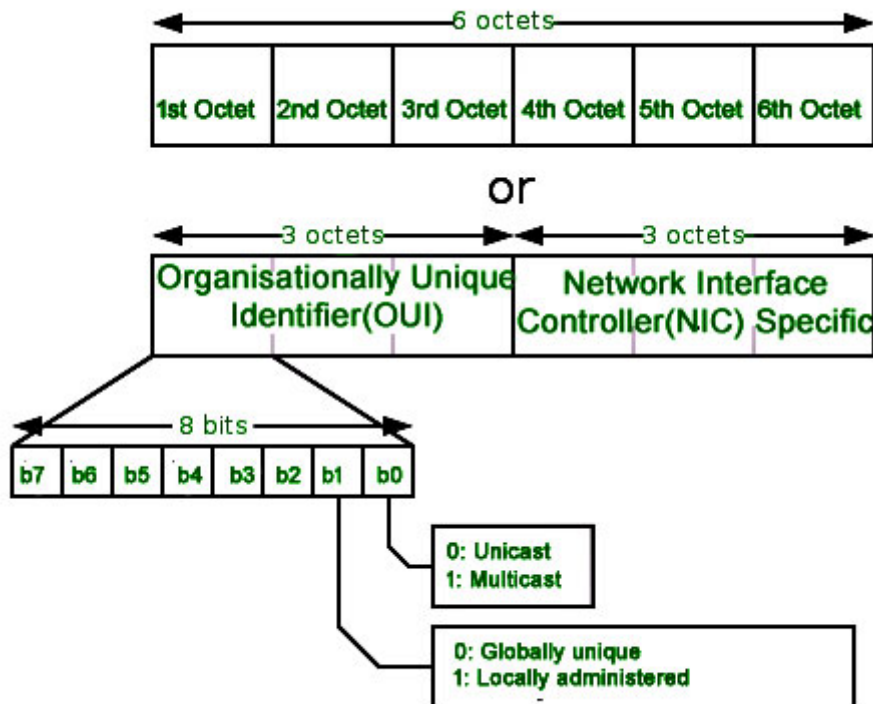 6 octets
1st Octet 2nd Octet 3rd Octet 4th Octet 5th Octet 6th Octet
or
3 octets 3 octets
Organisationally Unique
Identifier(OUI)
Network Interface
Controller(NIC) Specific
8 bits
b7 b6 b5 b4 b3 b2 b1 b0
0: Unicast
1: Multicast
0: Globally unique
1: Locally administered